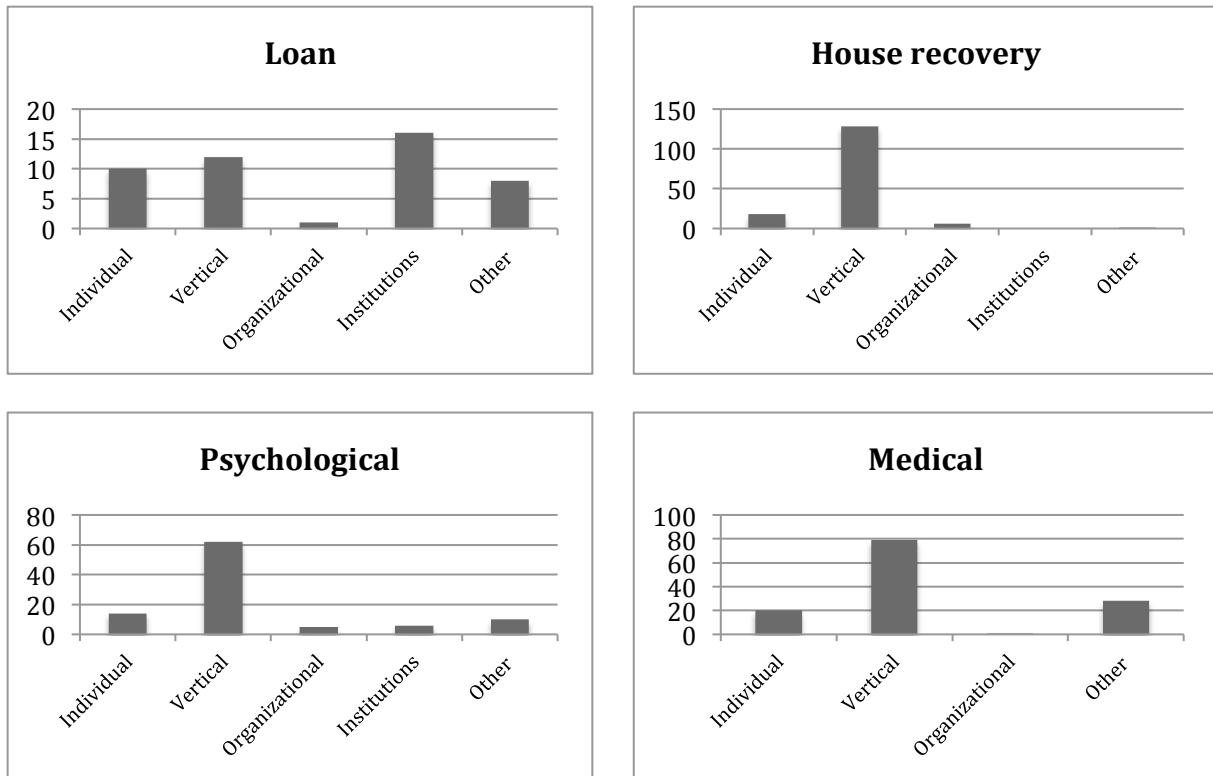 Loan
20
15
10
5
0
Individual
Vertical
Organizational
Institutions
Other
House recovery
150
100
50
0
Individual
Vertical
Organizational
Institutions
Other
Psychological
80
60
40
20
0
Individual
Vertical
Organizational
Institutions
Other
Medical
100
80
60
40
20
0
Individual
Vertical
Organizational
Other